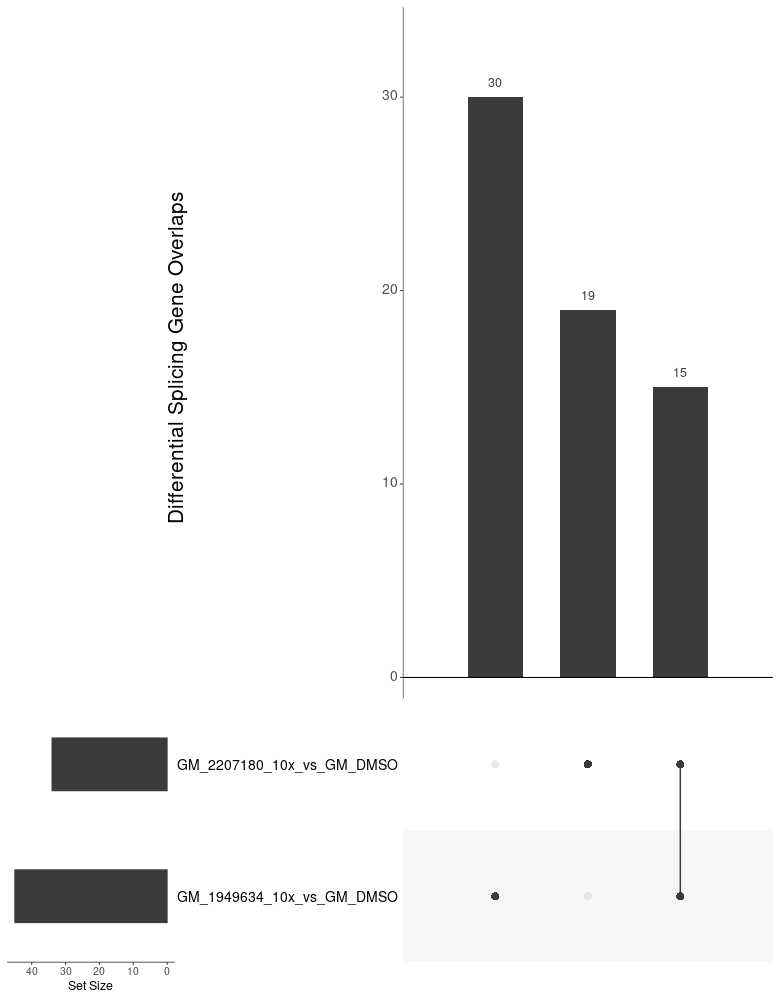 Differential Splicing Gene Overlaps
30
20
10
0
30
19
15
GM_2207180_10x_vs_GM_DMSO
GM_1949634_10x_vs_GM_DMSO
40 30 20 10 0
Set Size